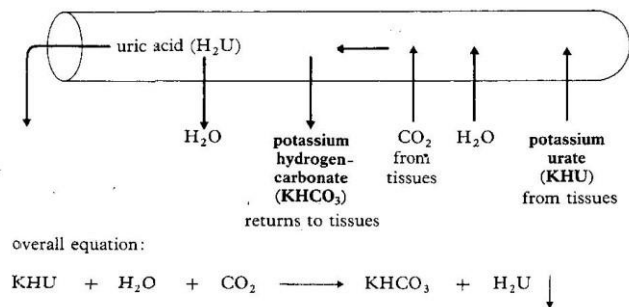 uric acid (H₂U)
H₂O
potassium
hydrogen-
carbonate
(KHCO₃)
returns to tissues
CO₂
from
tissues
H₂O
potassium
urate
(KHU)
from tissues
overall equation:
KHU + H₂O + CO₂ ⟶ KHCO₃ + H₂U ↓